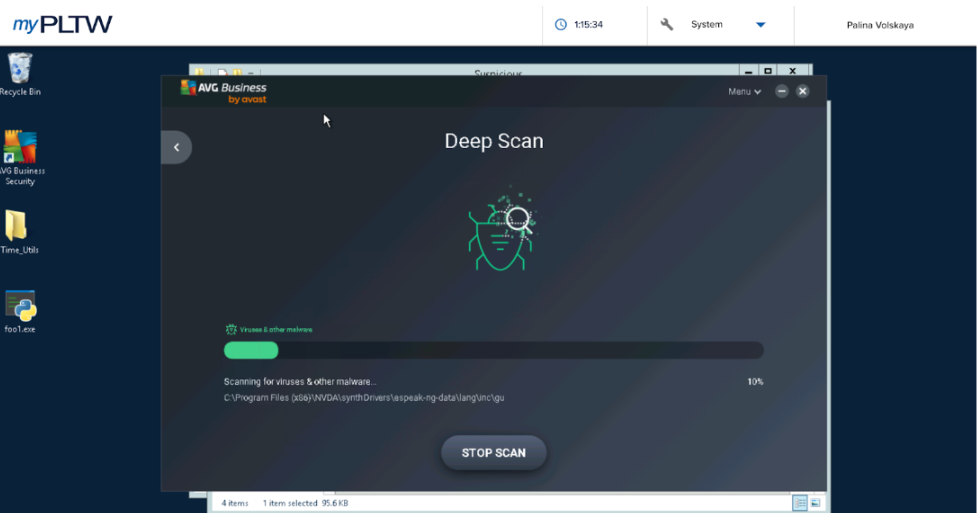 myPLTW
1:15:34
System
Palina Volskaya
Recycle Bin
Suspicious
AVG Business
by avast
Menu
Deep Scan
AVG Business
Security
Time_Utils
foo1.exe
Viruses & other malware
Scanning for viruses & other malware...
10%
C:\Program Files (x86)\NVDA\synthDrivers\espeak-ng-data\lang\inc\gu
STOP SCAN
4 items 1 item selected 95.6 KB